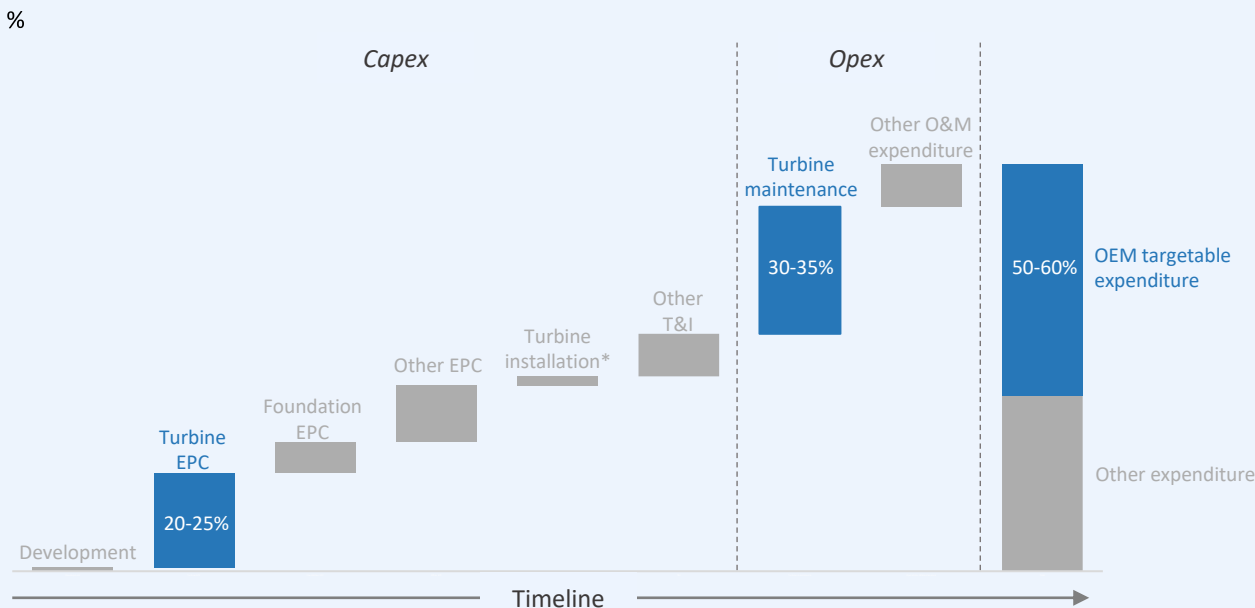 %
Capex
Opex
Other O&M
expenditure
Turbine
maintenance
30-35%
50-60%
OEM targetable
expenditure
Other
T&I
Turbine
installation*
Other EPC
Foundation
EPC
Turbine
EPC
20-25%
Other expenditure
Development
Timeline